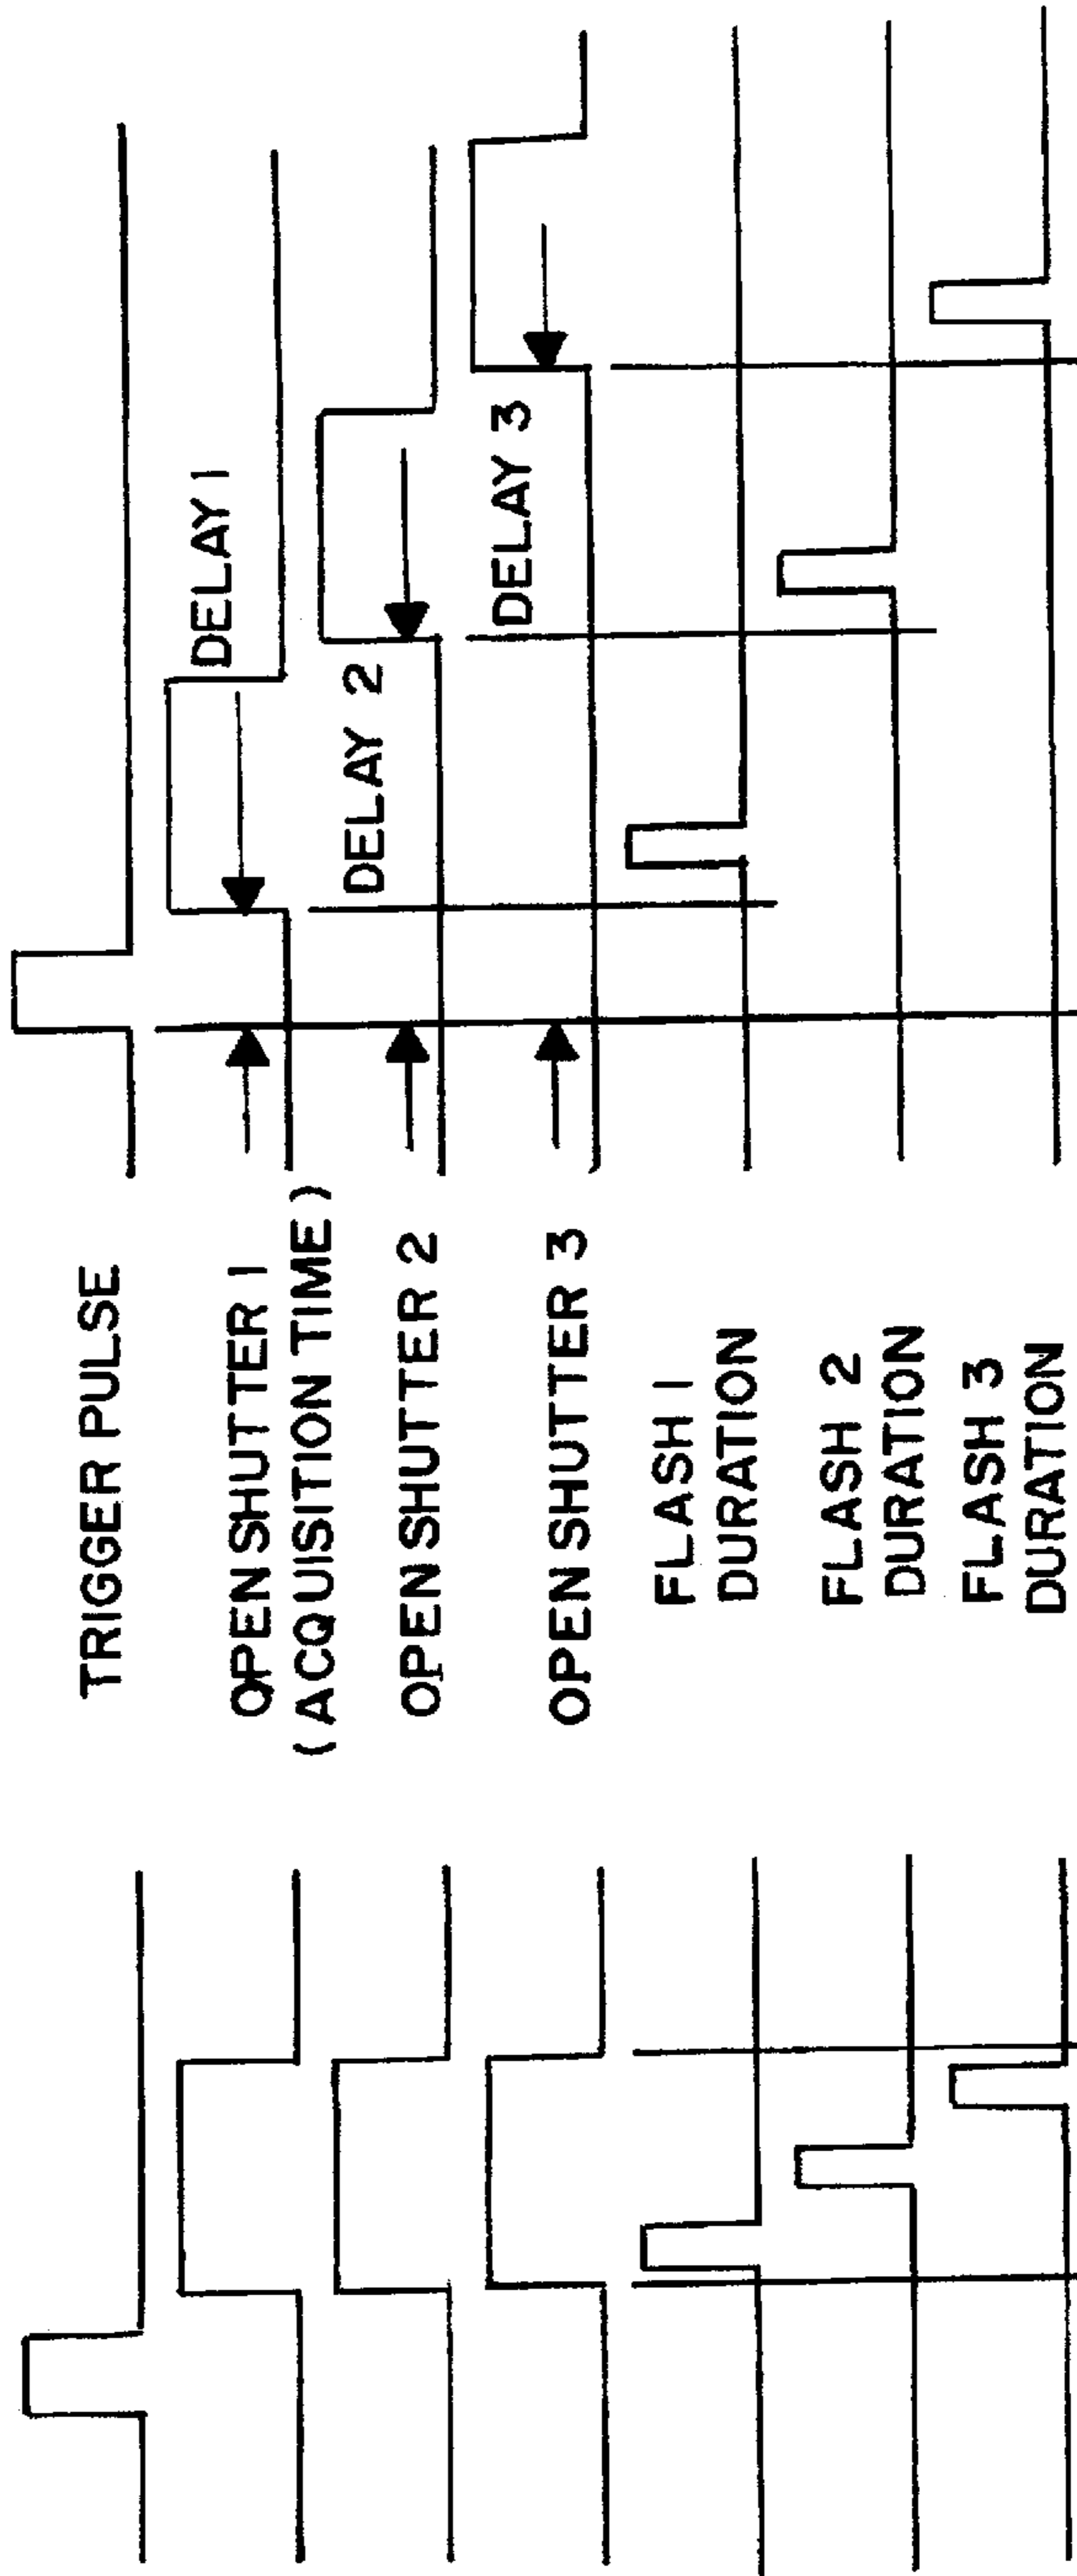 TRIGGER PULSE
OPEN SHUTTER 1
(ACQUISITION TIME)
OPEN SHUTTER 2
OPEN SHUTTER 3
FLASH 1
DURATION
FLASH 2
DURATION
FLASH 3
DURATION
DELAY 1
DELAY 2
DELAY 3